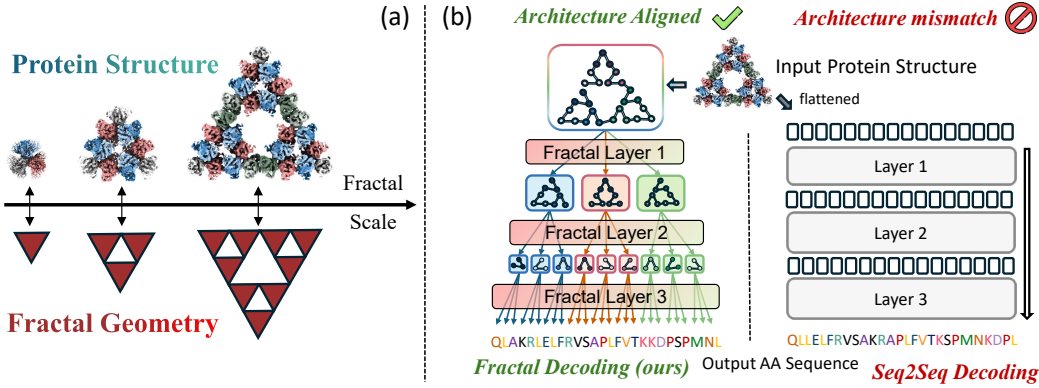 (a)
Protein Structure
Fractal
Scale
Fractal Geometry
(b)
Architecture Aligned
Architecture mismatch
Input Protein Structure
flattened
Fractal Layer 1
Fractal Layer 2
Fractal Layer 3
QLAKRLELFRVSAPLFVTKKDPSPMNL
Fractal Decoding (ours)
Output AA Sequence
Layer 1
Layer 2
Layer 3
QLLELFRVSAKRAPLFVTKSPMNKDPL
Seq2Seq Decoding